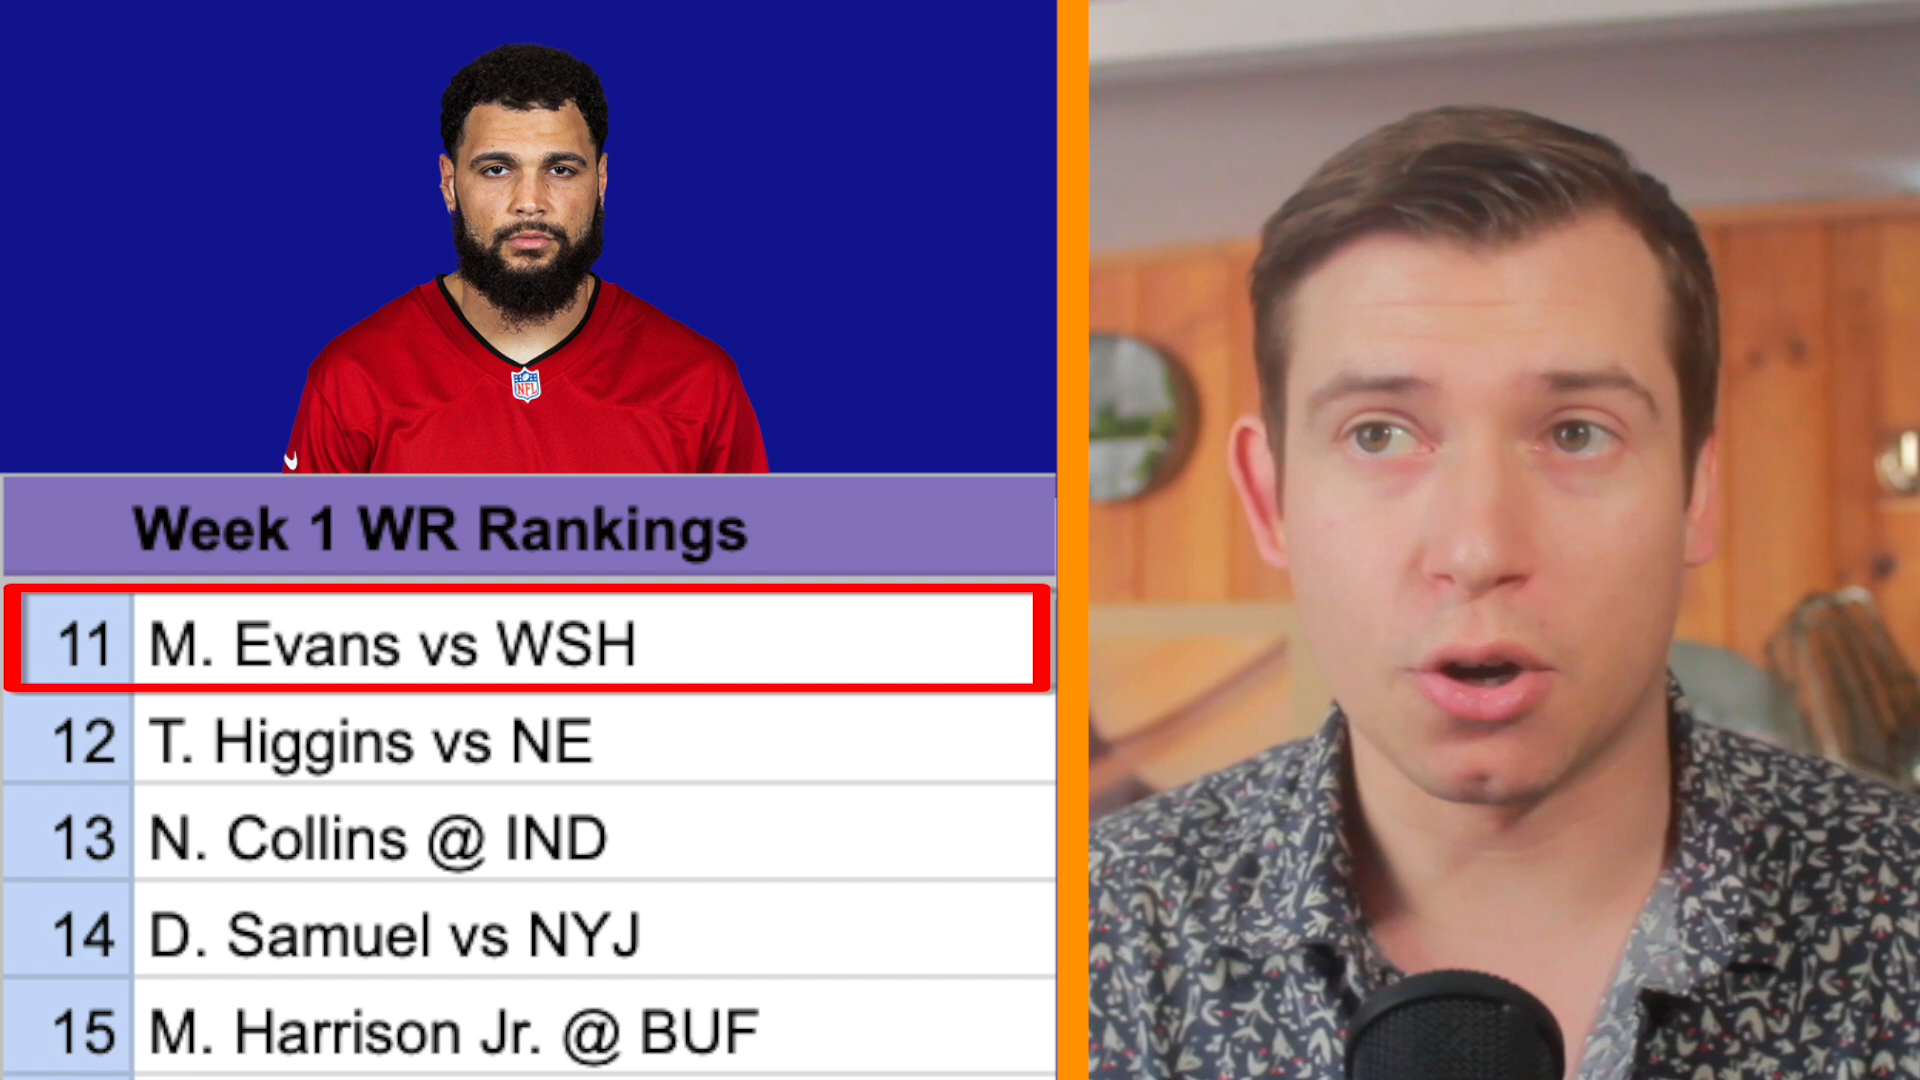 NFL
Week 1 WR Rankings
11 M. Evans vs WSH
12 T. Higgins vs NE
13 N. Collins @ IND
14 D. Samuel vs NYJ
15 M. Harrison Jr. @ BUF